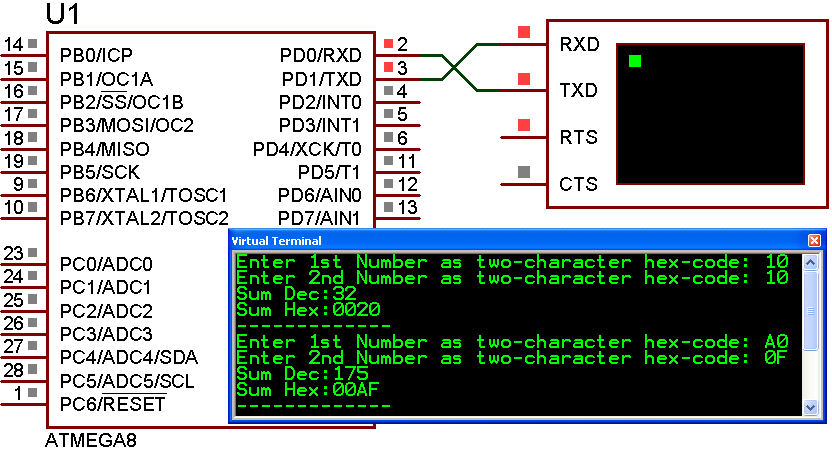 U1
14 PB0/ICP PD0/RXD 2
15 PB1/OC1A PD1/TXD 3
16 PB2/SS/OC1B PD2/INT0 4
17 PB3/MOSI/OC2 PD3/INT1 5
18 PB4/MISO PD4/XCK/T0 6
19 PB5/SCK PD5/T1 11
9 PB6/XTAL1/TOSC1 PD6/AIN0 12
10 PB7/XTAL2/TOSC2 PD7/AIN1 13
23 PC0/ADC0
24 PC1/ADC1
25 PC2/ADC2
26 PC3/ADC3
27 PC4/ADC4/SDA
28 PC5/ADC5/SCL
1 PC6/RESET
ATMEGA8
RXD
TXD
RTS
CTS
Virtual Terminal
Enter 1st Number as two-character hex-code: 10
Enter 2nd Number as two-character hex-code: 10
Sum Dec:32
Sum Hex:0020
-------------
Enter 1st Number as two-character hex-code: A0
Enter 2nd Number as two-character hex-code: 0F
Sum Dec:175
Sum Hex:00AF
-------------